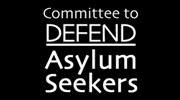 Committee to
DEFEND
Asylum
Seekers